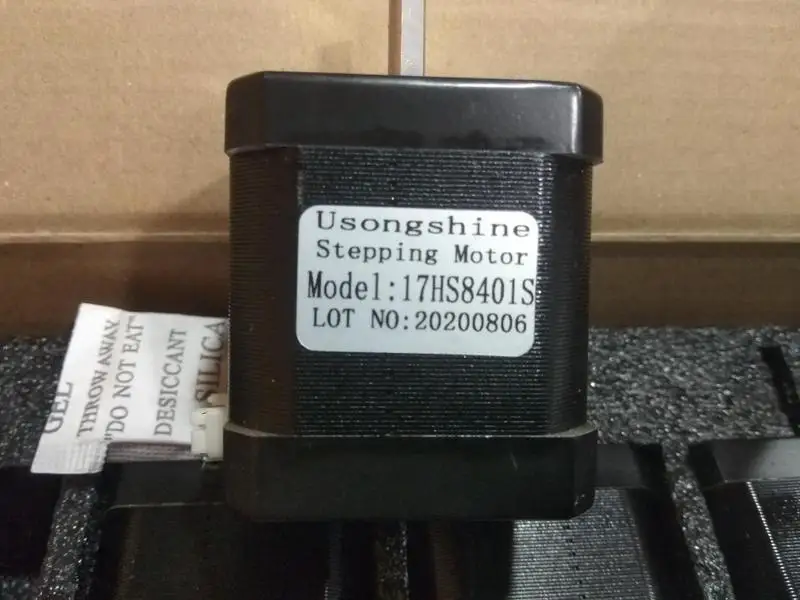 Usongshine
Stepping Motor
Model:17HS8401S
LOT NO:20200806
SILICA
GEL
DESICCANT
"DO NOT EAT"
THROW AWAY